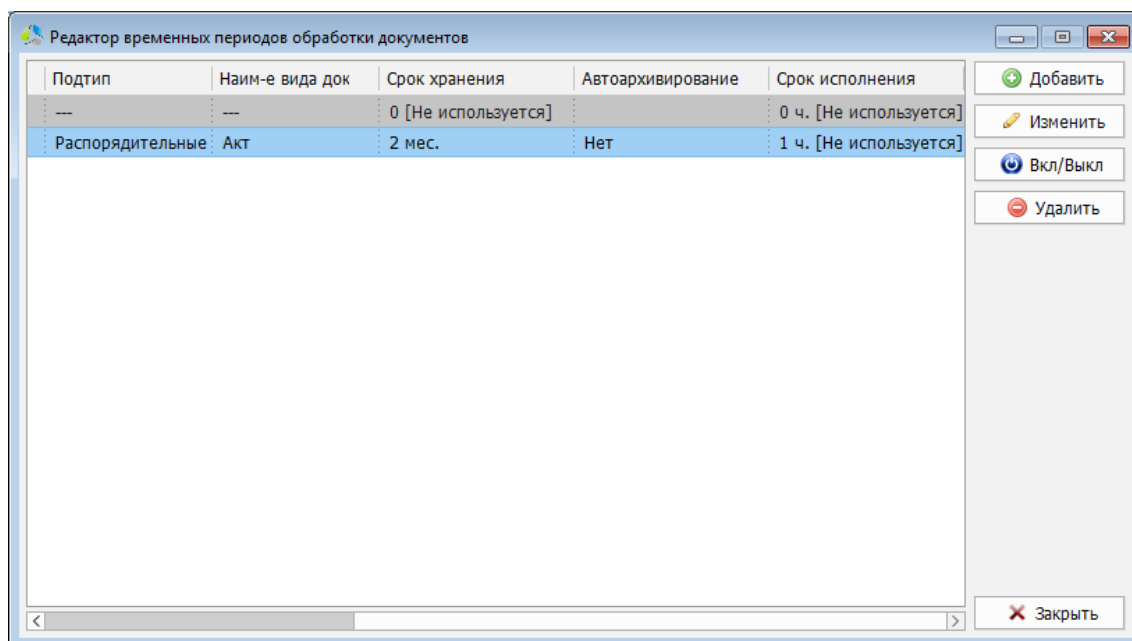 Редактор временных периодов обработки документов
Подтип Наим-е вида док Срок хранения Автоархивирование Срок исполнения
--- --- 0 [Не используется] 0 ч. [Не используется]
Распорядительные Акт 2 мес. Нет 1 ч. [Не используется]
Добавить
Изменить
Вкл/Выкл
Удалить
Закрыть